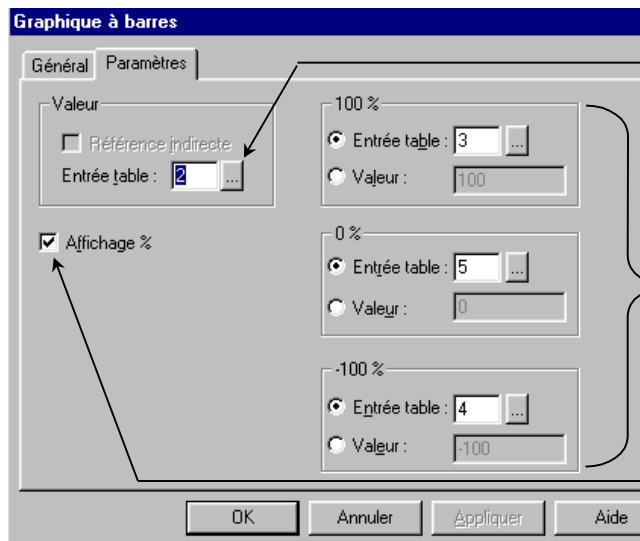 Graphique à barres
Général
Paramètres
Valeur
Référence indirecte
Entrée table : 2 ...
Affichage %
100 %
Entrée table : 3 ...
Valeur : 100
0 %
Entrée table : 5 ...
Valeur : 0
-100 %
Entrée table : 4 ...
Valeur : -100
OK
Annuler
Appliquer
Aide